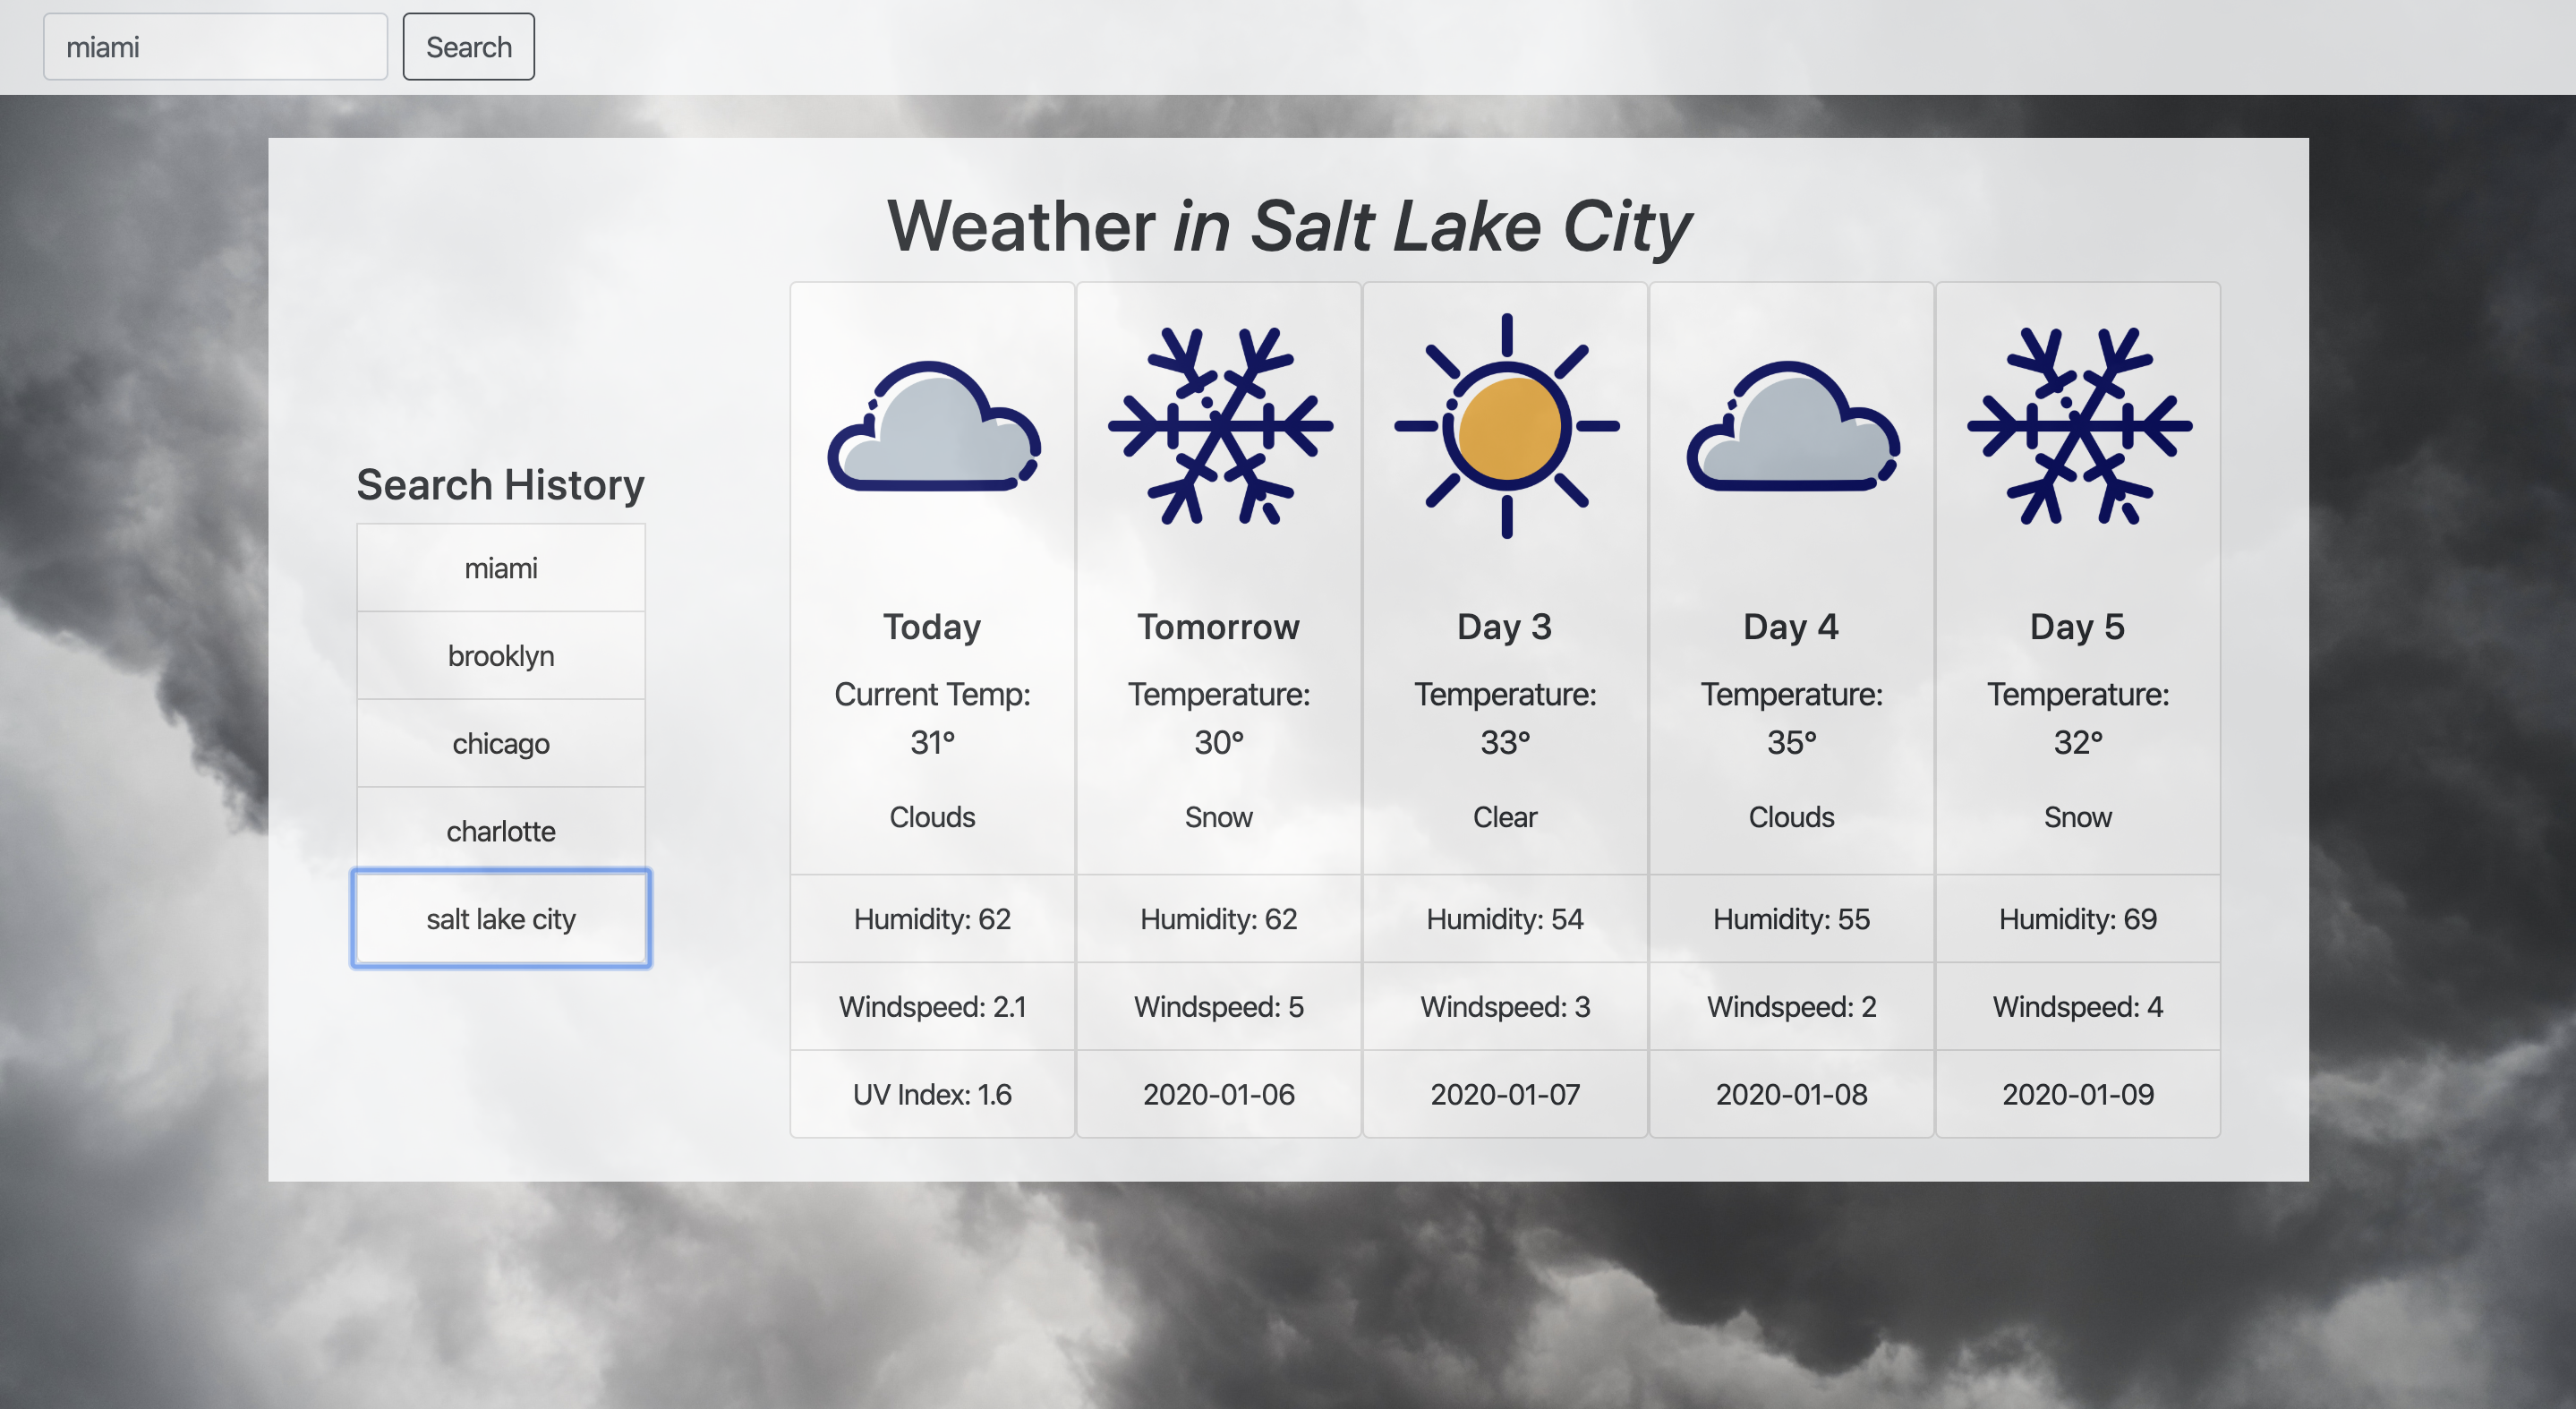 miami
Search
Weather in Salt Lake City
Search History
miami
brooklyn
chicago
charlotte
salt lake city
Today
Current Temp:
31°
Clouds
Humidity: 62
Windspeed: 2.1
UV Index: 1.6
Tomorrow
Temperature:
30°
Snow
Humidity: 62
Windspeed: 5
2020-01-06
Day 3
Temperature:
33°
Clear
Humidity: 54
Windspeed: 3
2020-01-07
Day 4
Temperature:
35°
Clouds
Humidity: 55
Windspeed: 2
2020-01-08
Day 5
Temperature:
32°
Snow
Humidity: 69
Windspeed: 4
2020-01-09